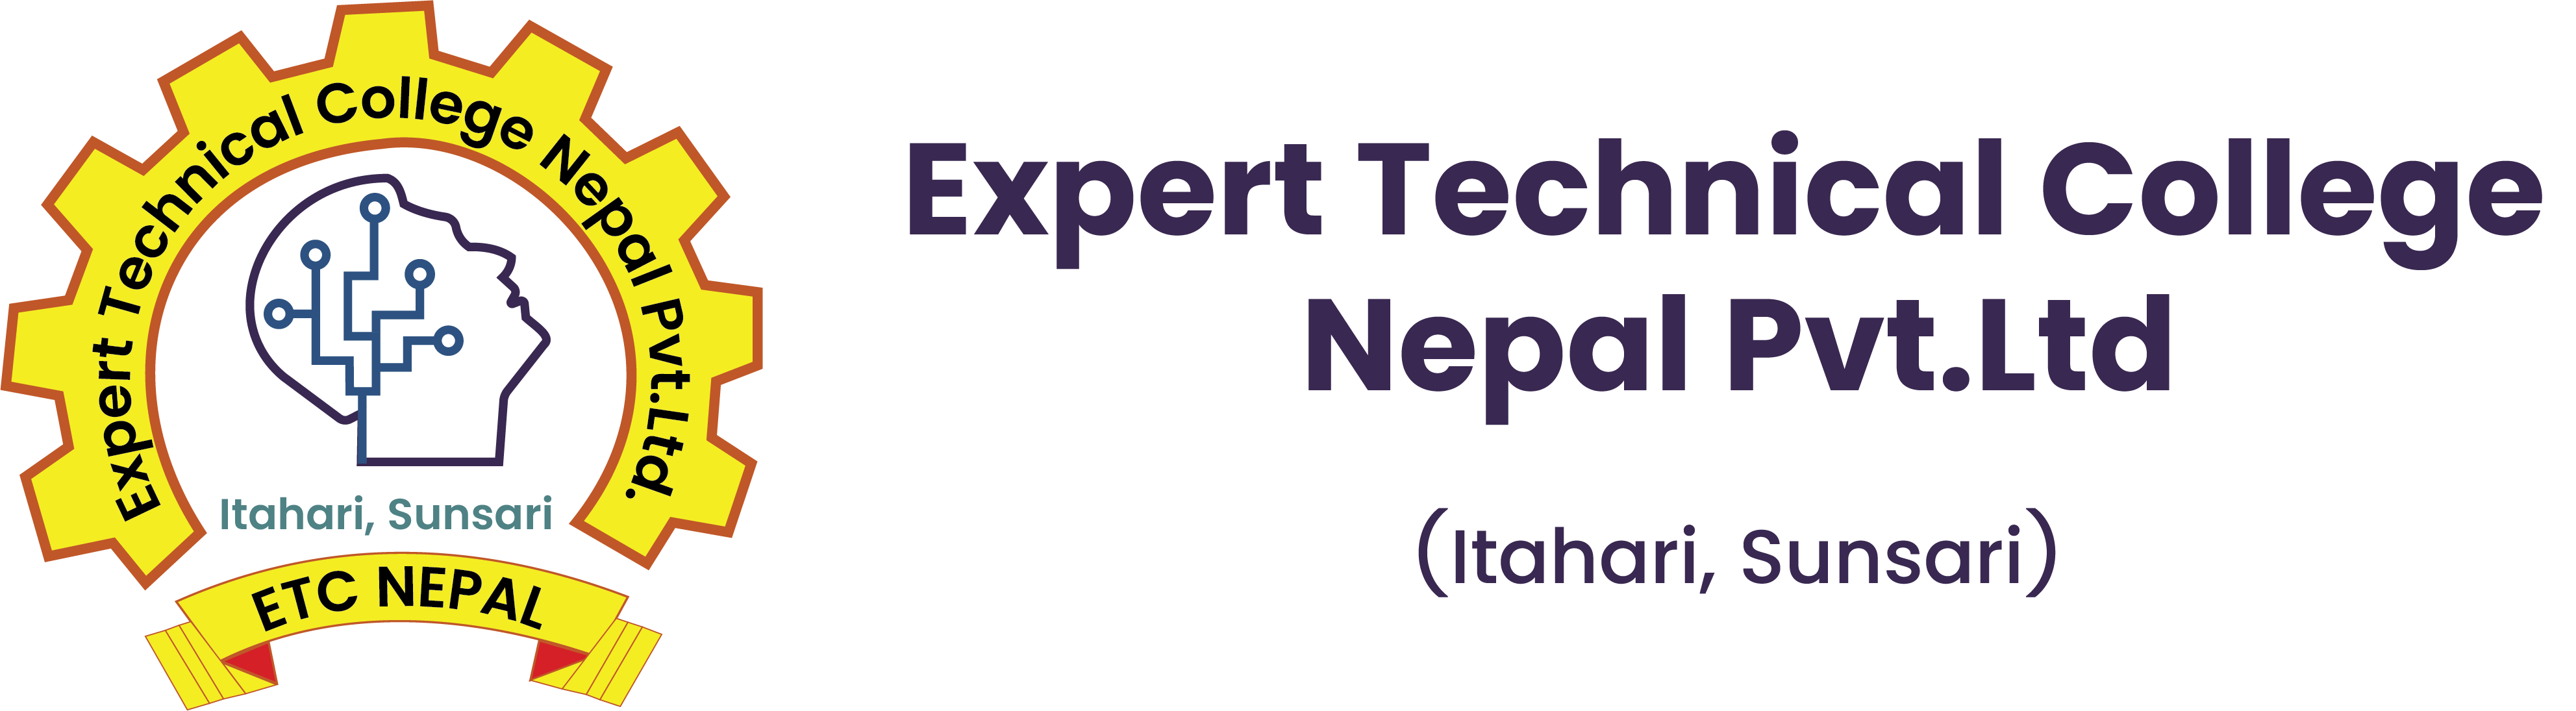 Expert Technical College Nepal Pvt.Ltd.
Itahari, Sunsari
ETC NEPAL
Expert Technical College
Nepal Pvt.Ltd
(Itahari, Sunsari)